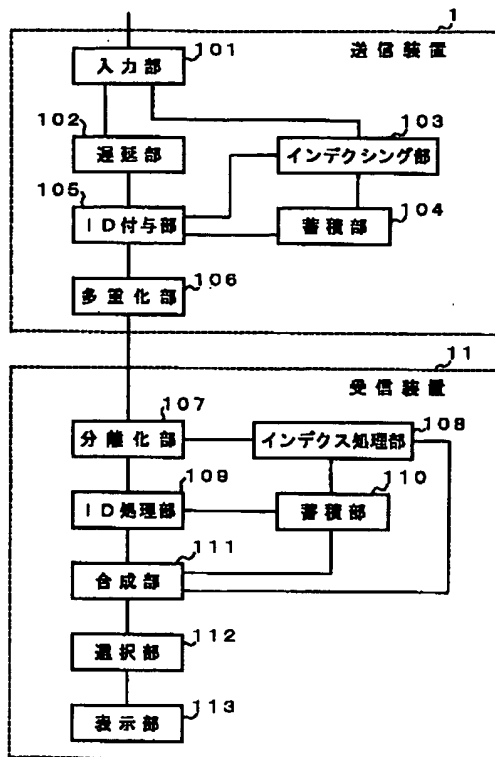 1
送信装置
101
入力部
102
遅延部
103
インデクシング部
105
ID付与部
104
蓄積部
106
多重化部
11
受信装置
107
分離化部
108
インデクス処理部
109
ID処理部
110
蓄積部
111
合成部
112
選択部
113
表示部